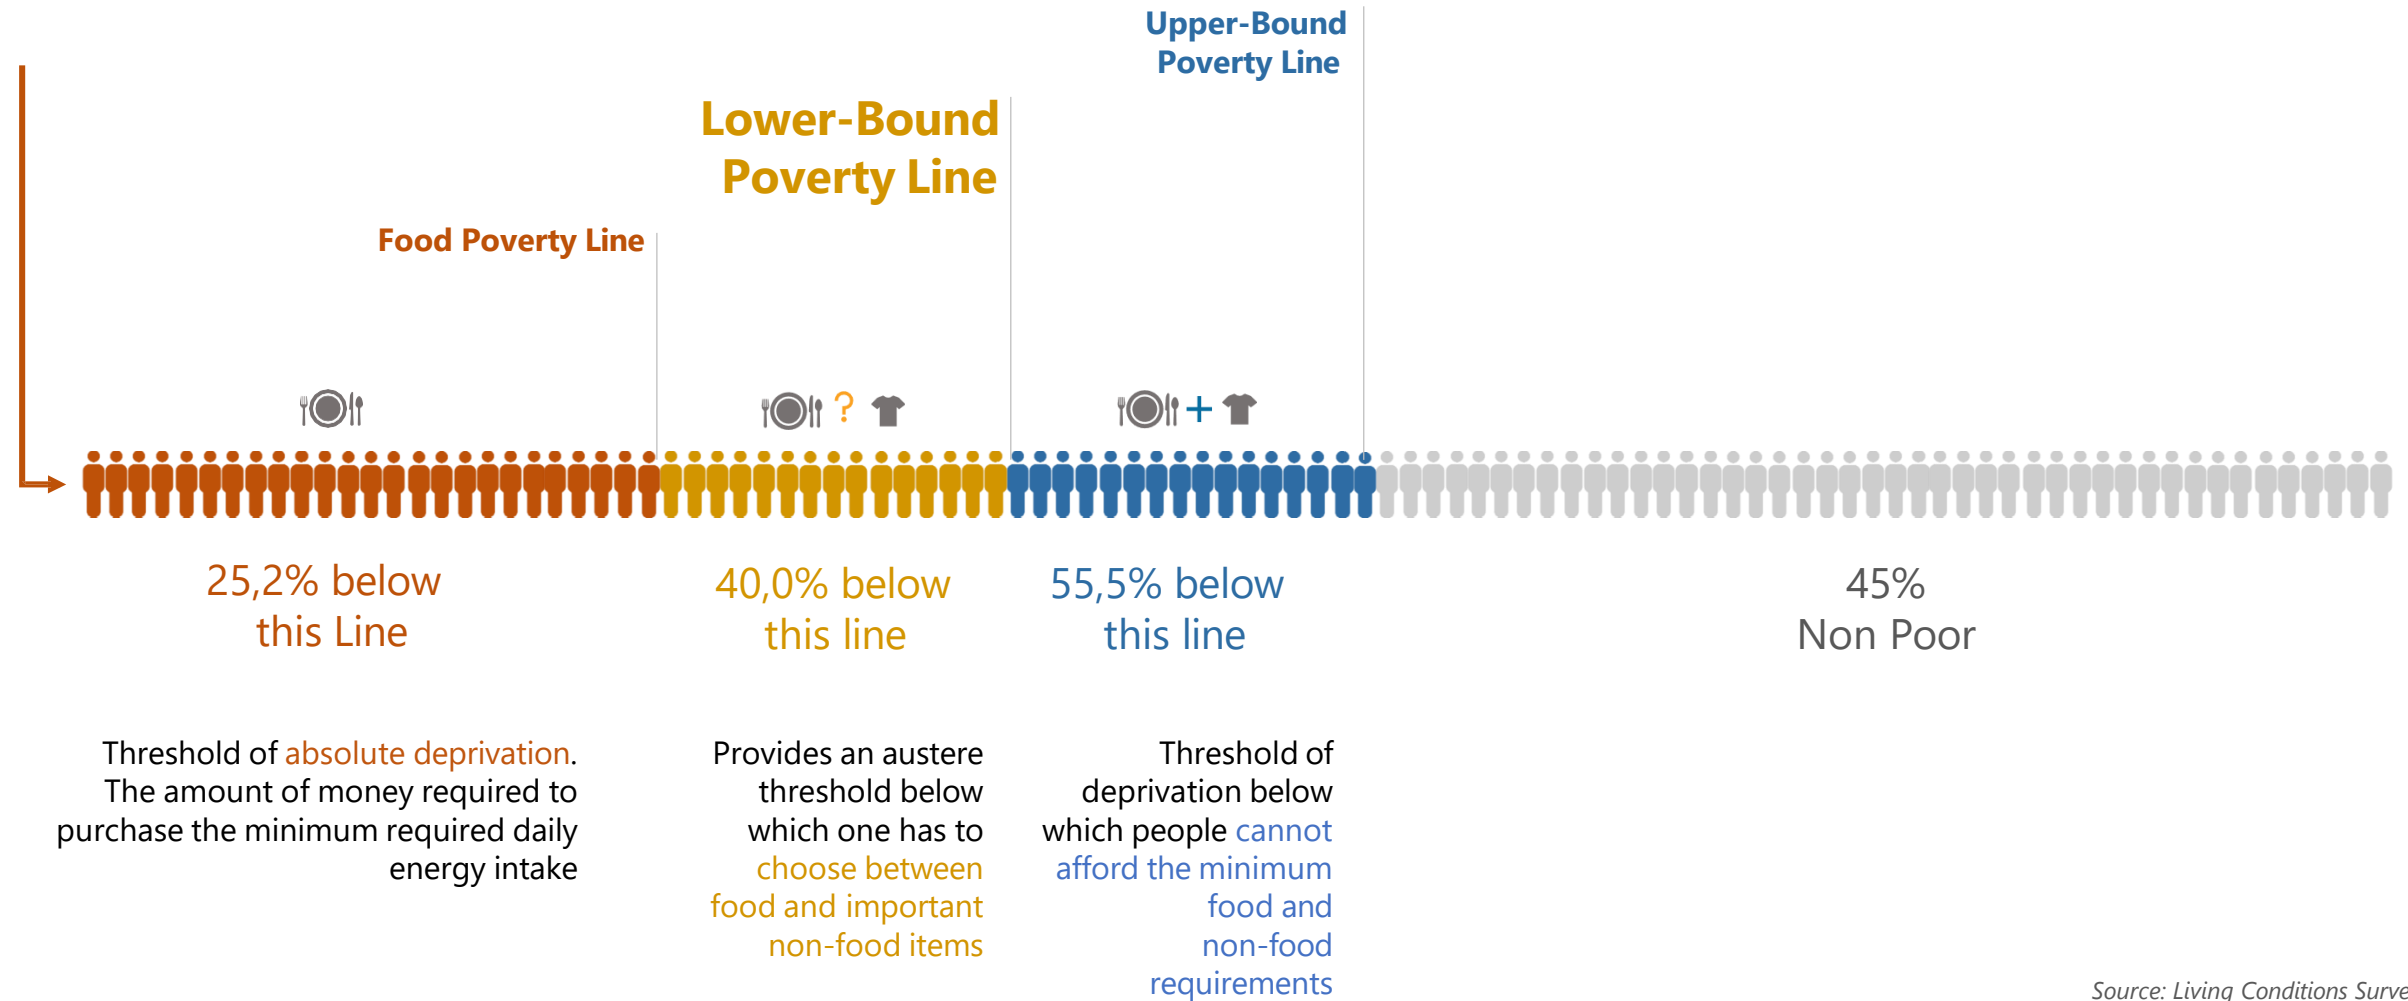 Upper-Bound
Poverty Line
Lower-Bound
Poverty Line
Food Poverty Line
?
+
25,2% below
this Line
40,0% below
this line
55,5% below
this line
45%
Non Poor
Threshold of absolute deprivation.
The amount of money required to
purchase the minimum required daily
energy intake
Provides an austere
threshold below
which one has to
choose between
food and important
non-food items
Threshold of
deprivation below
which people cannot
afford the minimum
food and
non-food
requirements
Source: Living Conditions Surve